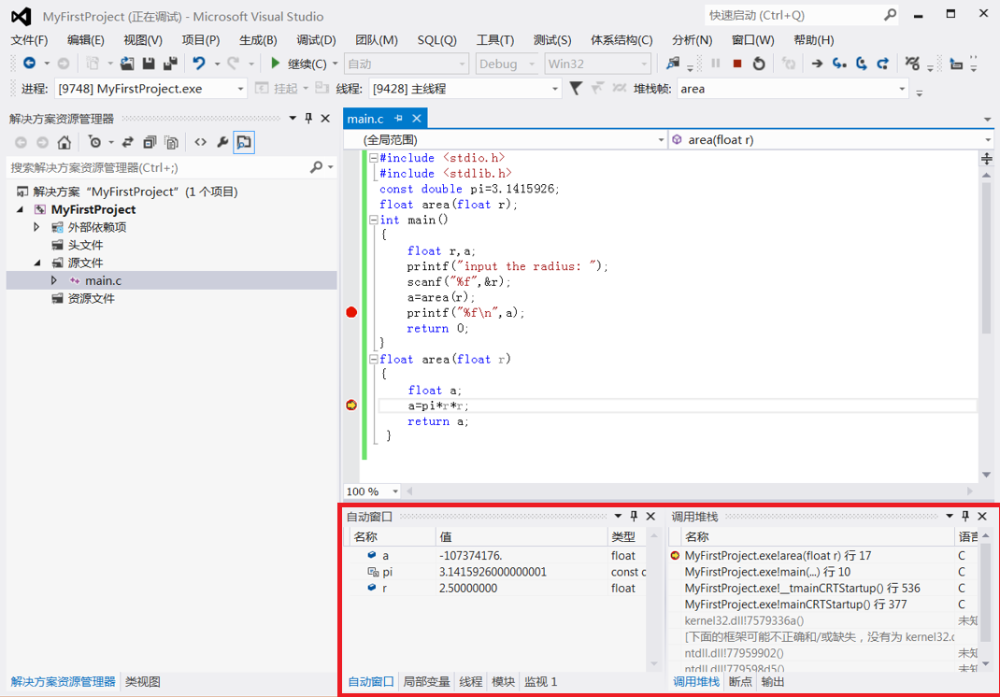 MyFirstProject (正在调试) - Microsoft Visual Studio
快速启动 (Ctrl+Q)
文件(F) 编辑(E) 视图(V) 项目(P) 生成(B) 调试(D) 团队(M) SQL(Q) 工具(T) 测试(S) 体系结构(C) 分析(N) 窗口(W) 帮助(H)
继续(C) 自动 Debug Win32
进程: [9748] MyFirstProject.exe 挂起 线程: [9428] 主线程 堆栈帧: area
解决方案资源管理器
搜索解决方案资源管理器(Ctrl+;)
解决方案 “MyFirstProject” (1 个项目)
MyFirstProject
外部依赖项
头文件
源文件
main.c
资源文件
解决方案资源管理器 类视图
main.c
(全局范围) area(float r)
#include <stdio.h>
#include <stdlib.h>
const double pi=3.1415926;
float area(float r);
int main()
{
float r,a;
printf("input the radius: ");
scanf("%f",&r);
a=area(r);
printf("%f\n",a);
return 0;
}
float area(float r)
{
float a;
a=pi*r*r;
return a;
}
100 %
自动窗口
名称 值 类型
a -107374176. float
pi 3.1415926000000001 const d
r 2.50000000 float
自动窗口 局部变量 线程 模块 监视 1
调用堆栈
名称 语言
MyFirstProject.exe!area(float r) 行 17 C
MyFirstProject.exe!main(...) 行 10 C
MyFirstProject.exe!__tmainCRTStartup() 行 536 C
MyFirstProject.exe!mainCRTStartup() 行 377 C
kernel32.dll!7579336a() 未知
[下面的框架可能不正确和/或缺失，没有为 kernel32.d
ntdll.dll!77959902() 未知
ntdll.dll!779598d5() 未知
调用堆栈 断点 输出